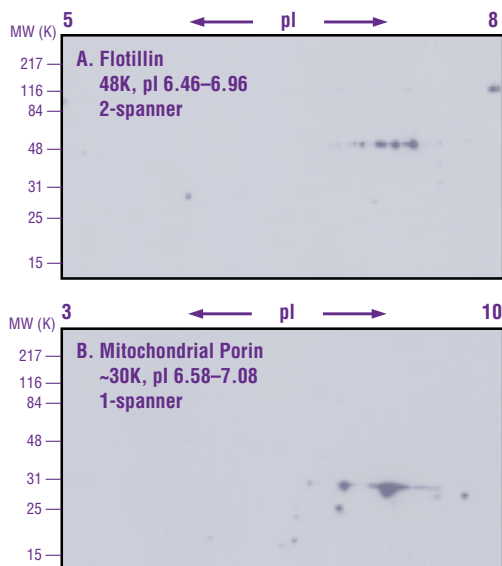 5 pI 8
MW (K)
A. Flotillin
48K, pI 6.46–6.96
2-spanner
217
116
84
48
31
25
15
3 pI 10
MW (K)
B. Mitochondrial Porin
~30K, pI 6.58–7.08
1-spanner
217
116
84
48
31
25
15